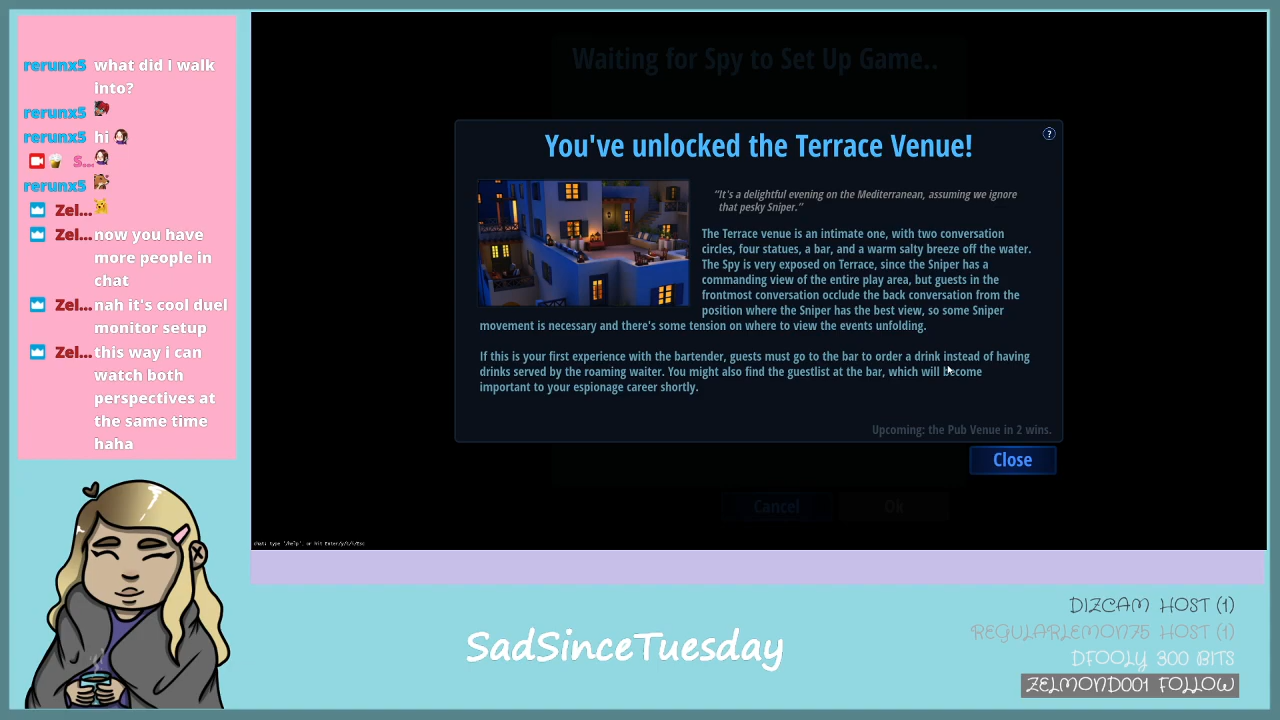 rerunx5 what did I walk
into?
rerunx5
rerunx5 hi
S...
rerunx5
Zel...
Zel... now you have
more people in
chat
Zel... nah it's cool duel
monitor setup
Zel... this way i can
watch both
perspectives at
the same time
haha
Waiting for Spy to Set Up Game..
You've unlocked the Terrace Venue!
?
"It's a delightful evening on the Mediterranean, assuming we ignore
that pesky Sniper."
The Terrace venue is an intimate one, with two conversation
circles, four statues, a bar, and a warm salty breeze off the water.
The Spy is very exposed on Terrace, since the Sniper has a
commanding view of the entire play area, but guests in the
frontmost conversation occlude the back conversation from the
position where the Sniper has the best view, so some Sniper
movement is necessary and there's some tension on where to view the events unfolding.
If this is your first experience with the bartender, guests must go to the bar to order a drink instead of having
drinks served by the roaming waiter. You might also find the guestlist at the bar, which will become
important to your espionage career shortly.
Upcoming: the Pub Venue in 2 wins.
Close
Cancel
Ok
chat: type '/help', or hit Enter/y/t/i/Esc
SadSinceTuesday
DIZCAM HOST (1)
REGULARLEMON75 HOST (1)
DFOOLY 300 BITS
ZELMOND001 FOLLOW